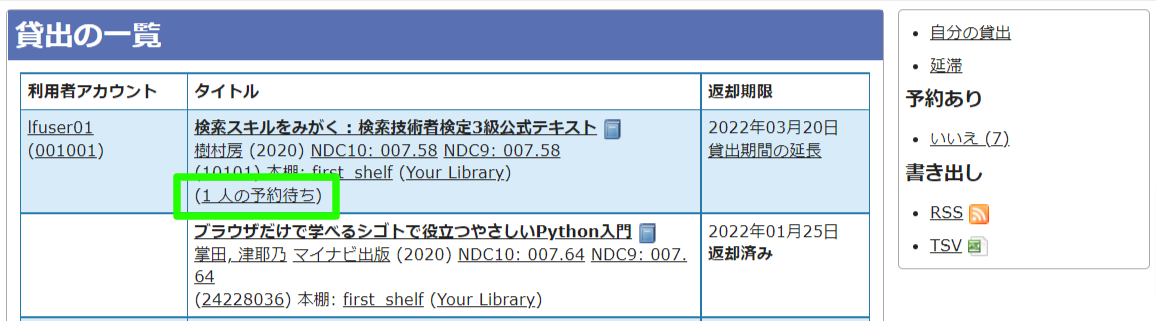 貸出の一覧
利用者アカウント タイトル 返却期限
lfuser01
(001001)
検索スキルをみがく : 検索技術者検定3級公式テキスト
樹村房 (2020) NDC10: 007.58 NDC9: 007.58
(10101) 本棚: first_shelf (Your Library)
(1 人の予約待ち)
2022年03月20日
貸出期間の延長
ブラウザだけで学べるシゴトで役立つやさしいPython入門
掌田, 津耶乃 マイナビ出版 (2020) NDC10: 007.64 NDC9: 007.
64
(24228036) 本棚: first_shelf (Your Library)
2022年01月25日
返却済み
自分の貸出
延滞
予約あり
いいえ (7)
書き出し
RSS
TSV